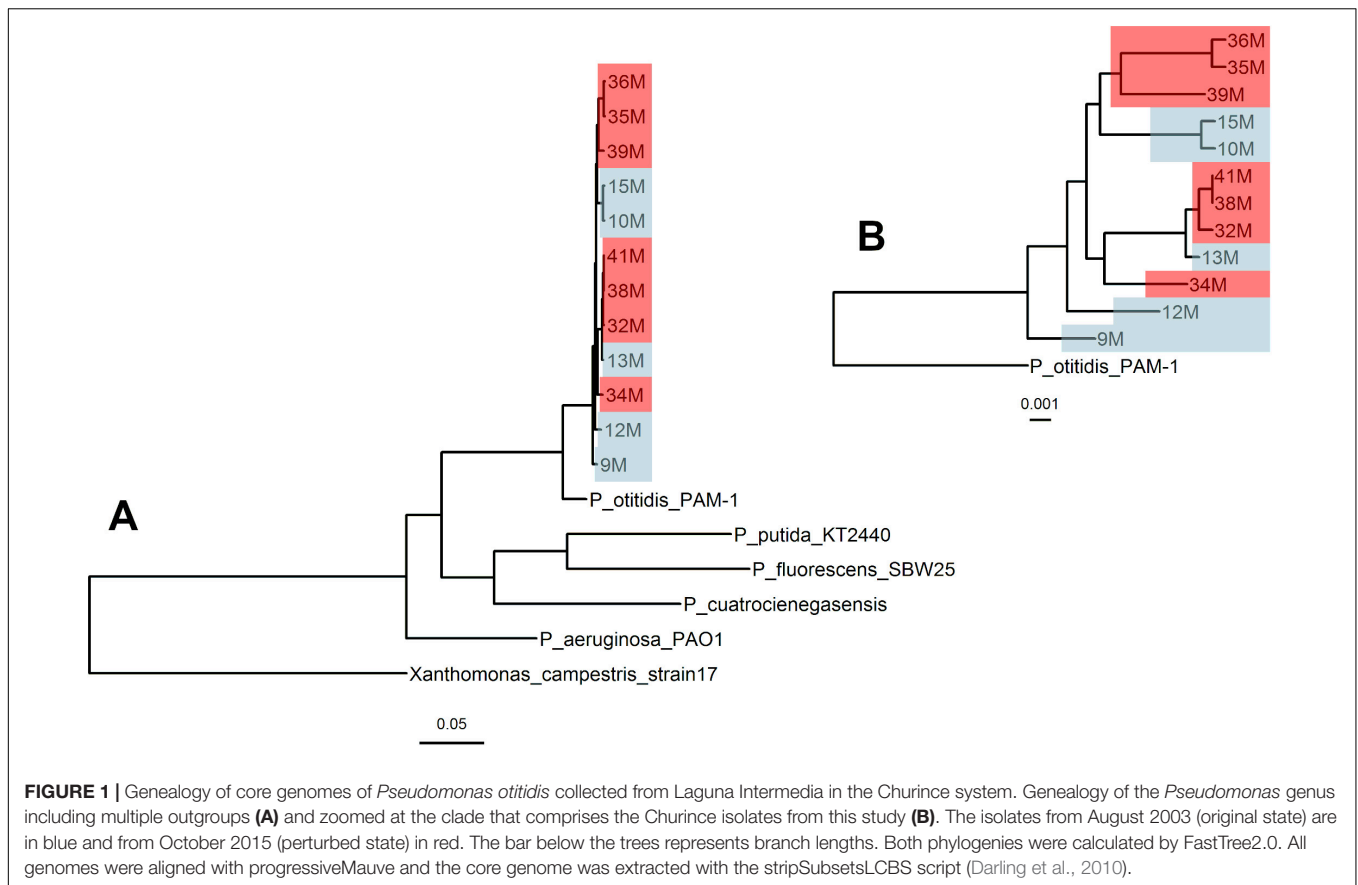 A
36M
35M
39M
15M
10M
41M
38M
32M
13M
34M
12M
9M
P_otitidis_PAM-1
P_putida_KT2440
P_fluorescens_SBW25
P_cuatrocienegasensis
P_aeruginosa_PAO1
Xanthomonas_campestris_strain17
0.05
B
36M
35M
39M
15M
10M
41M
38M
32M
13M
34M
12M
9M
P_otitidis_PAM-1
0.001
FIGURE 1 | Genealogy of core genomes of Pseudomonas otitidis collected from Laguna Intermedia in the Churince system. Genealogy of the Pseudomonas genus
including multiple outgroups (A) and zoomed at the clade that comprises the Churince isolates from this study (B). The isolates from August 2003 (original state) are
in blue and from October 2015 (perturbed state) in red. The bar below the trees represents branch lengths. Both phylogenies were calculated by FastTree2.0. All
genomes were aligned with progressiveMauve and the core genome was extracted with the stripSubsetsLCBS script (Darling et al., 2010).